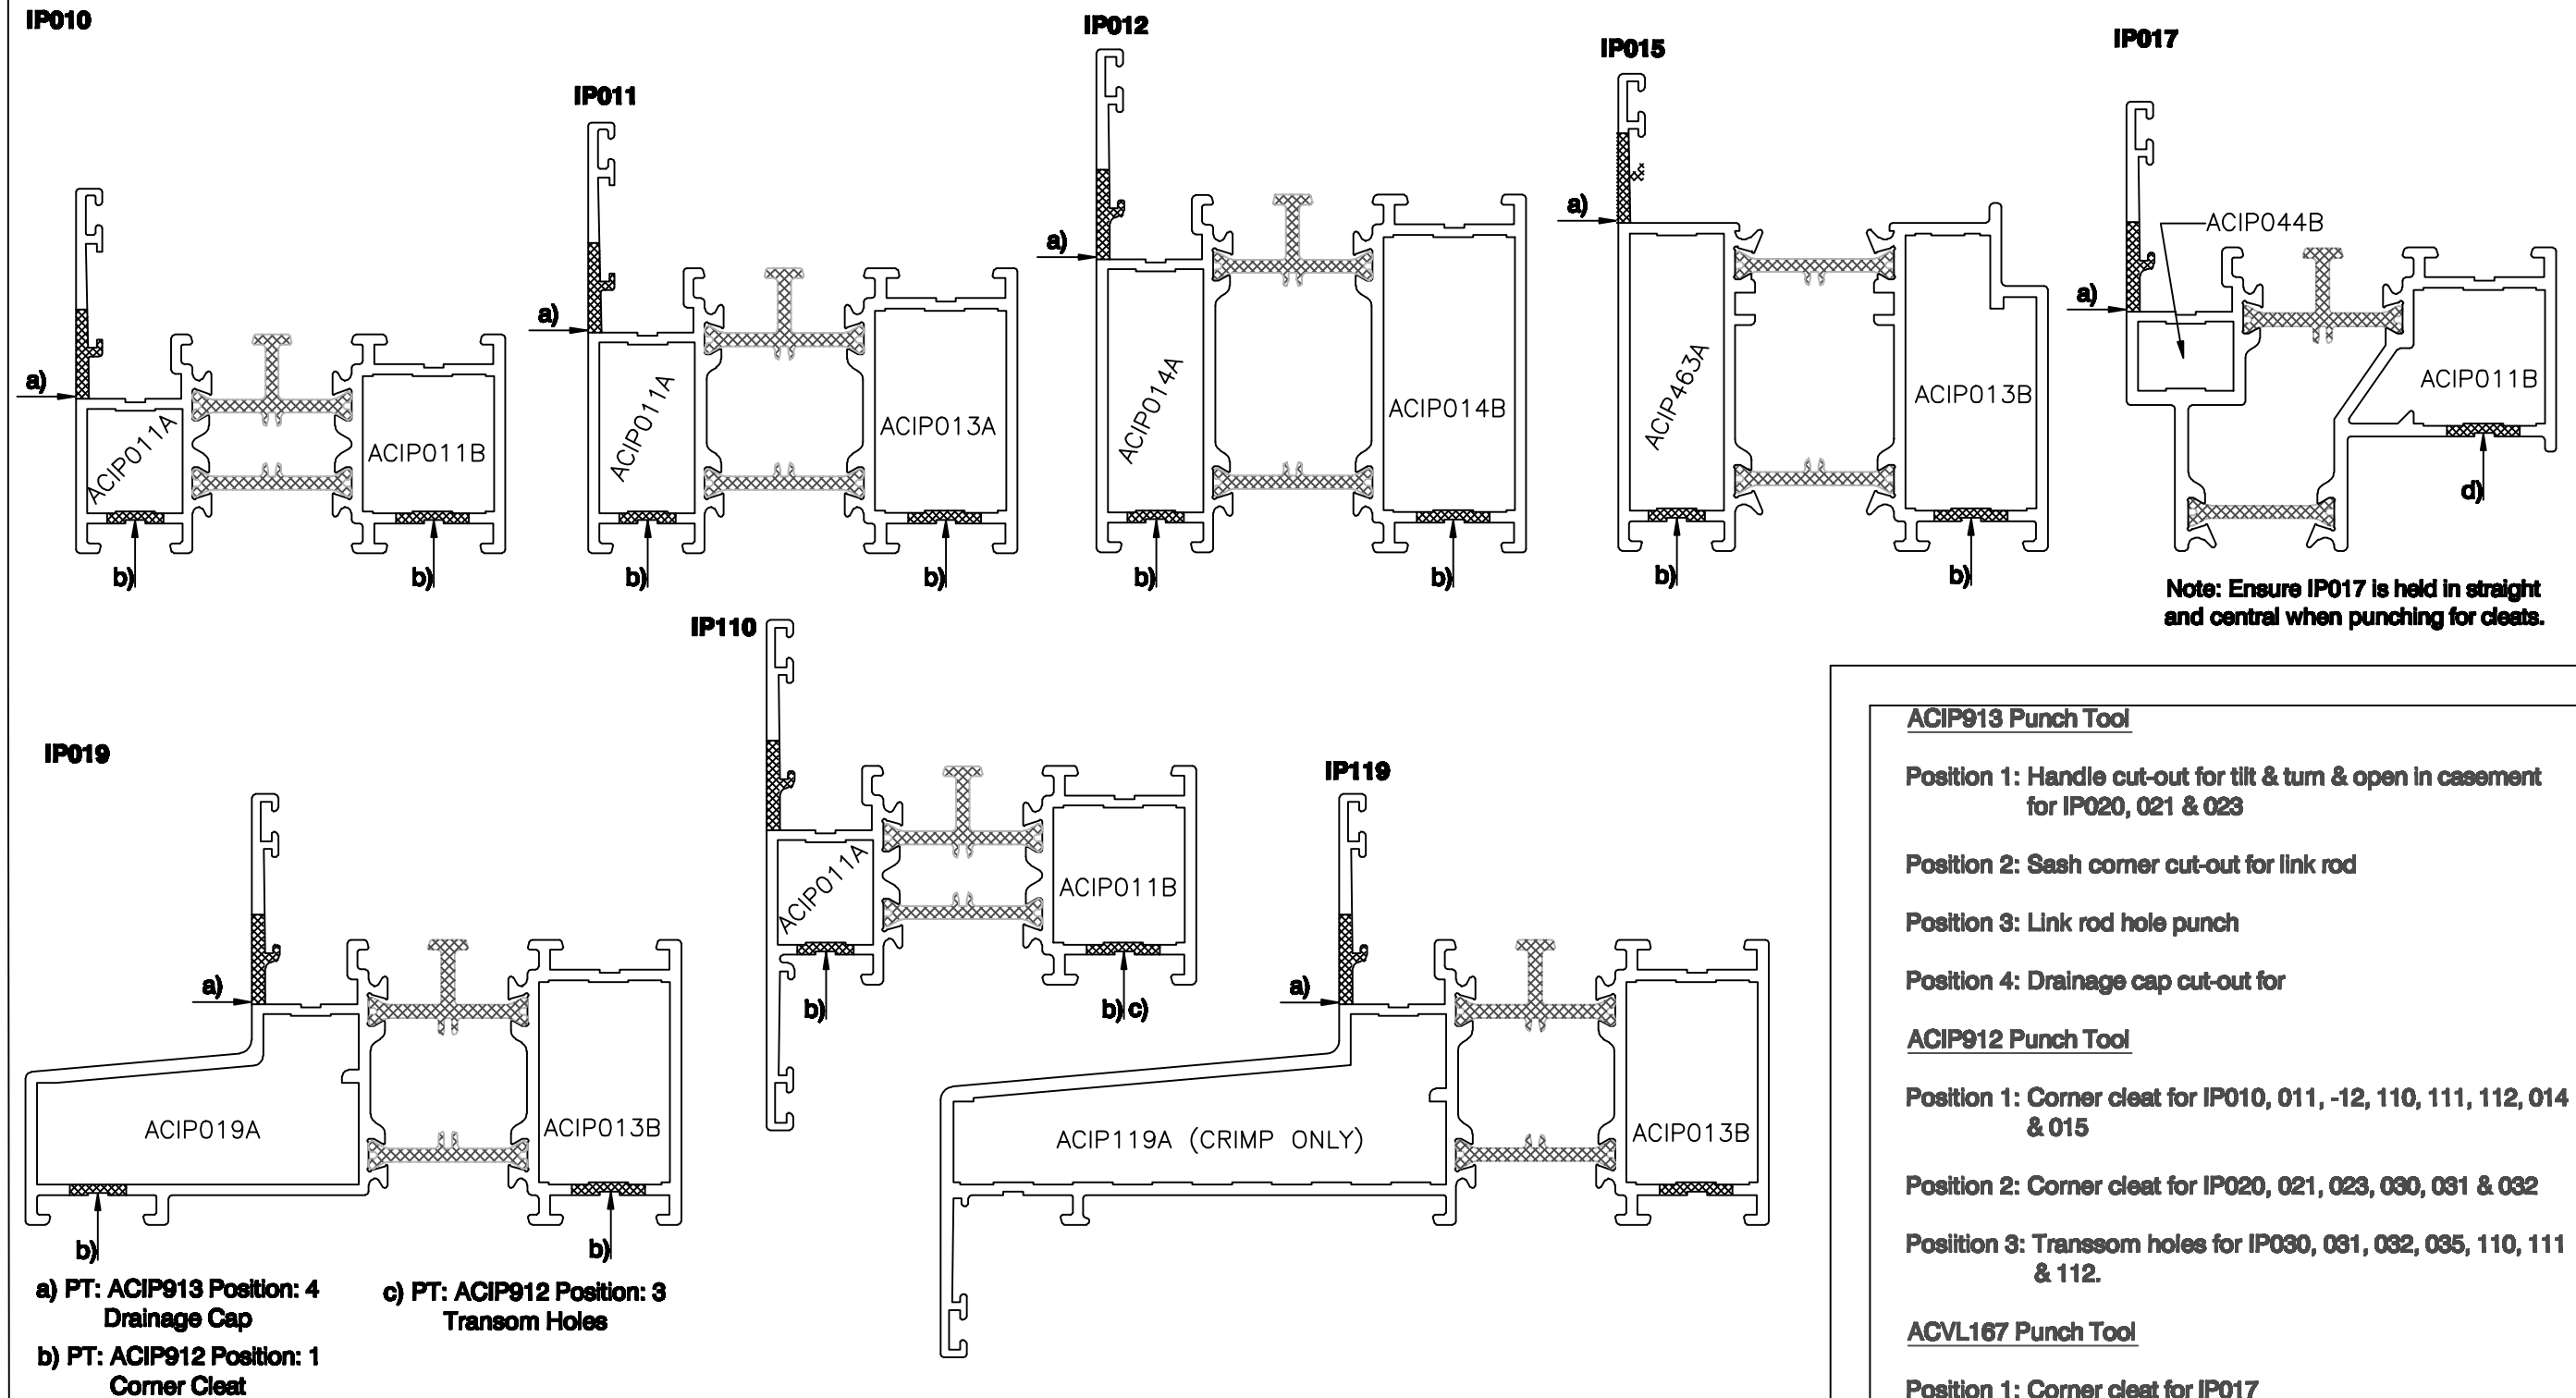 IP010
IP011
IP012
IP015
IP017
a)
ACIP011A
ACIP011B
b)
b)
a)
ACIP011A
ACIP013A
b)
b)
a)
ACIP014A
ACIP014B
b)
b)
a)
ACIP463A
ACIP013B
b)
b)
a)
ACIP044B
ACIP011B
d)
Note: Ensure IP017 is held in straight
and central when punching for cleats.
IP110
ACIP011A
ACIP011B
b)
b) c)
IP019
a)
ACIP019A
ACIP013B
b)
b)
IP119
a)
ACIP119A (CRIMP ONLY)
ACIP013B
a) PT: ACIP913 Position: 4
Drainage Cap
b) PT: ACIP912 Position: 1
Corner Cleat
c) PT: ACIP912 Position: 3
Transom Holes
ACIP913 Punch Tool
Position 1: Handle cut-out for tilt & turn & open in casement
for IP020, 021 & 023
Position 2: Sash corner cut-out for link rod
Position 3: Link rod hole punch
Position 4: Drainage cap cut-out for
ACIP912 Punch Tool
Position 1: Corner cleat for IP010, 011, -12, 110, 111, 112, 014
& 015
Position 2: Corner cleat for IP020, 021, 023, 030, 031 & 032
Posiition 3: Transsom holes for IP030, 031, 032, 035, 110, 111
& 112.
ACVL167 Punch Tool
Position 1: Corner cleat for IP017